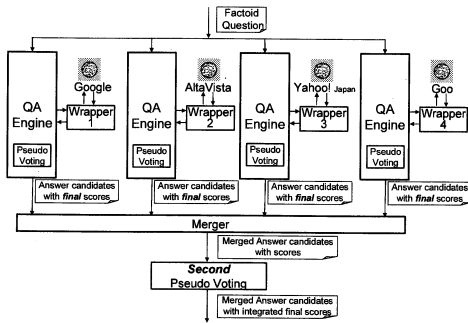 Factoid
Question
QA
Engine
Pseudo
Voting
Google
Wrapper
1
QA
Engine
Pseudo
Voting
AltaVista
Wrapper
2
QA
Engine
Pseudo
Voting
Yahoo! Japan
Wrapper
3
QA
Engine
Pseudo
Voting
Goo
Wrapper
4
Answer candidates
with final scores
Answer candidates
with final scores
Answer candidates
with final scores
Answer candidates
with final scores
Merger
Merged Answer candidates
with scores
Second
Pseudo Voting
Merged Answer candidates
with integrated final scores